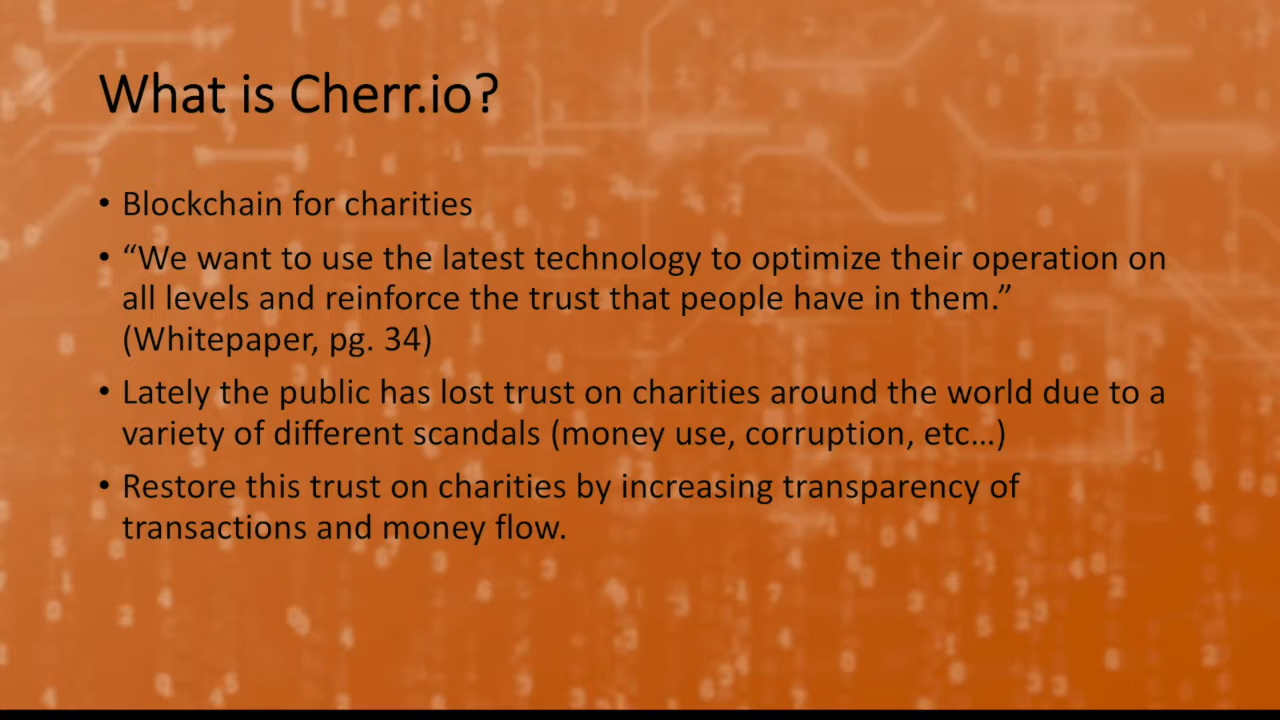 What is Cherr.io?
• Blockchain for charities
• “We want to use the latest technology to optimize their operation on
all levels and reinforce the trust that people have in them.”
(Whitepaper, pg. 34)
• Lately the public has lost trust on charities around the world due to a
variety of different scandals (money use, corruption, etc…)
• Restore this trust on charities by increasing transparency of
transactions and money flow.